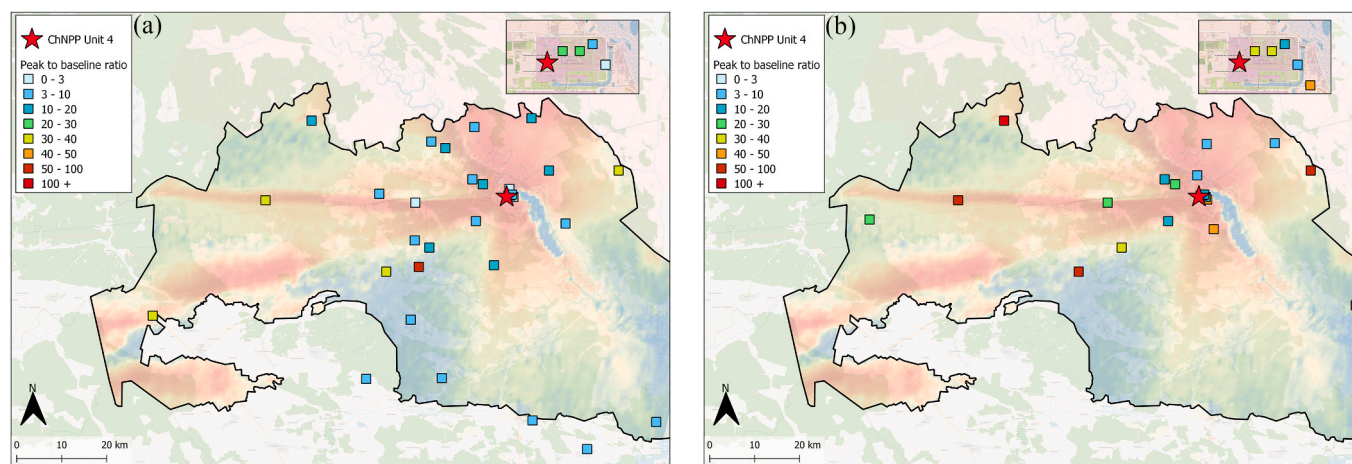 (a)
ChNPP Unit 4
Peak to baseline ratio
0 - 3
3 - 10
10 - 20
20 - 30
30 - 40
40 - 50
50 - 100
100 +
N
0 10 20 km
(b)
ChNPP Unit 4
Peak to baseline ratio
0 - 3
3 - 10
10 - 20
20 - 30
30 - 40
40 - 50
50 - 100
100 +
N
0 10 20 km